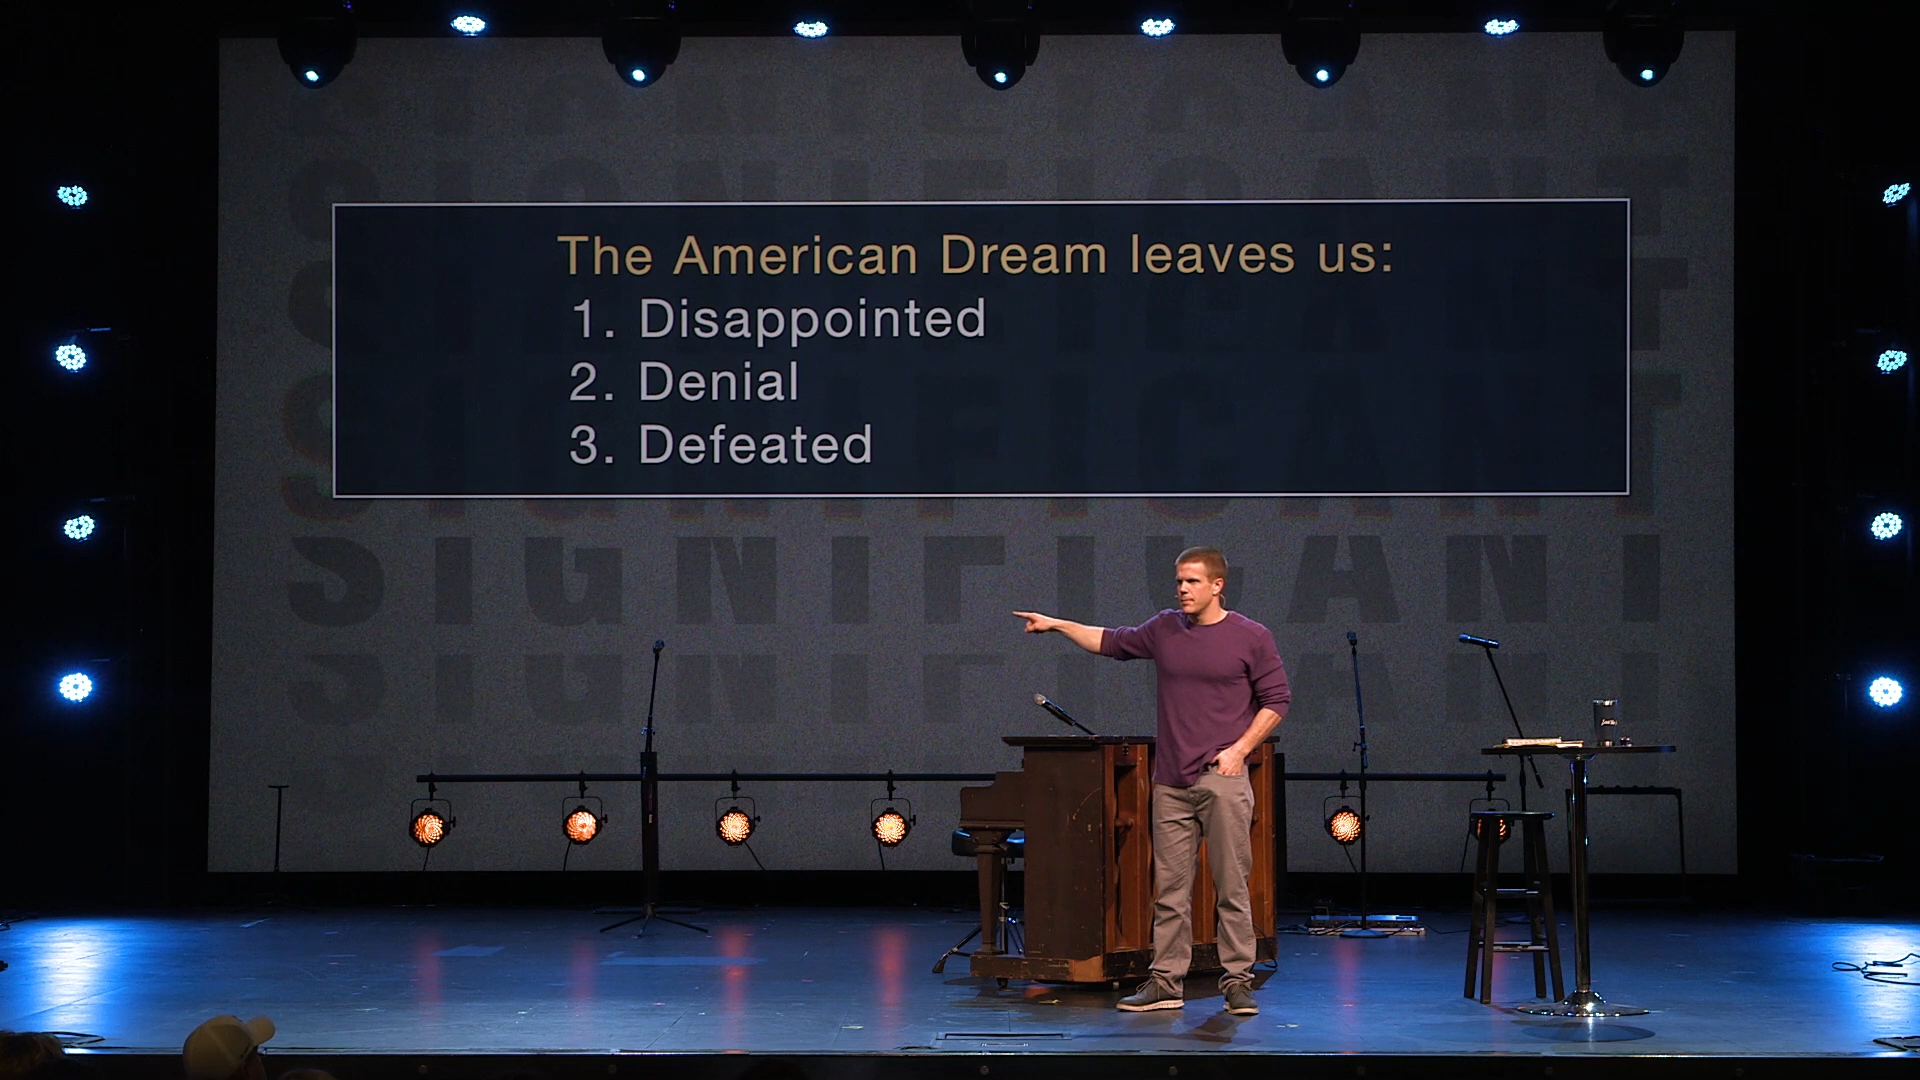 SIGNIFICANT
The American Dream leaves us:
1. Disappointed
2. Denial
3. Defeated
SIGNIFICANT
SIGNIFICANT